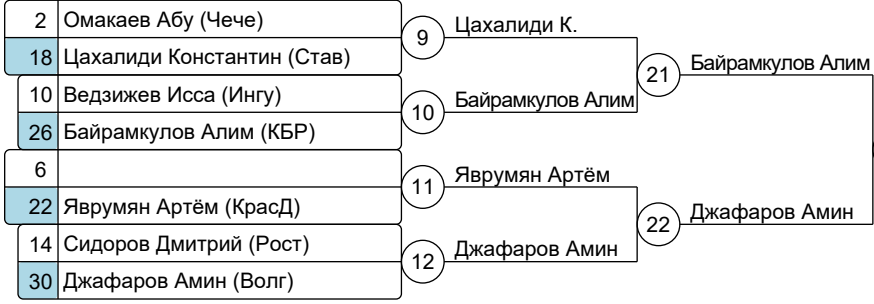 2 Омакаев Абу (Чече)
18 Цахалиди Константин (Став)
9 Цахалиди К.
10 Ведзижев Исса (Ингу)
26 Байрамкулов Алим (КБР)
10 Байрамкулов Алим
21 Байрамкулов Алим
6
22 Яврумян Артём (КрасД)
11 Яврумян Артём
14 Сидоров Дмитрий (Рост)
30 Джафаров Амин (Волг)
12 Джафаров Амин
22 Джафаров Амин